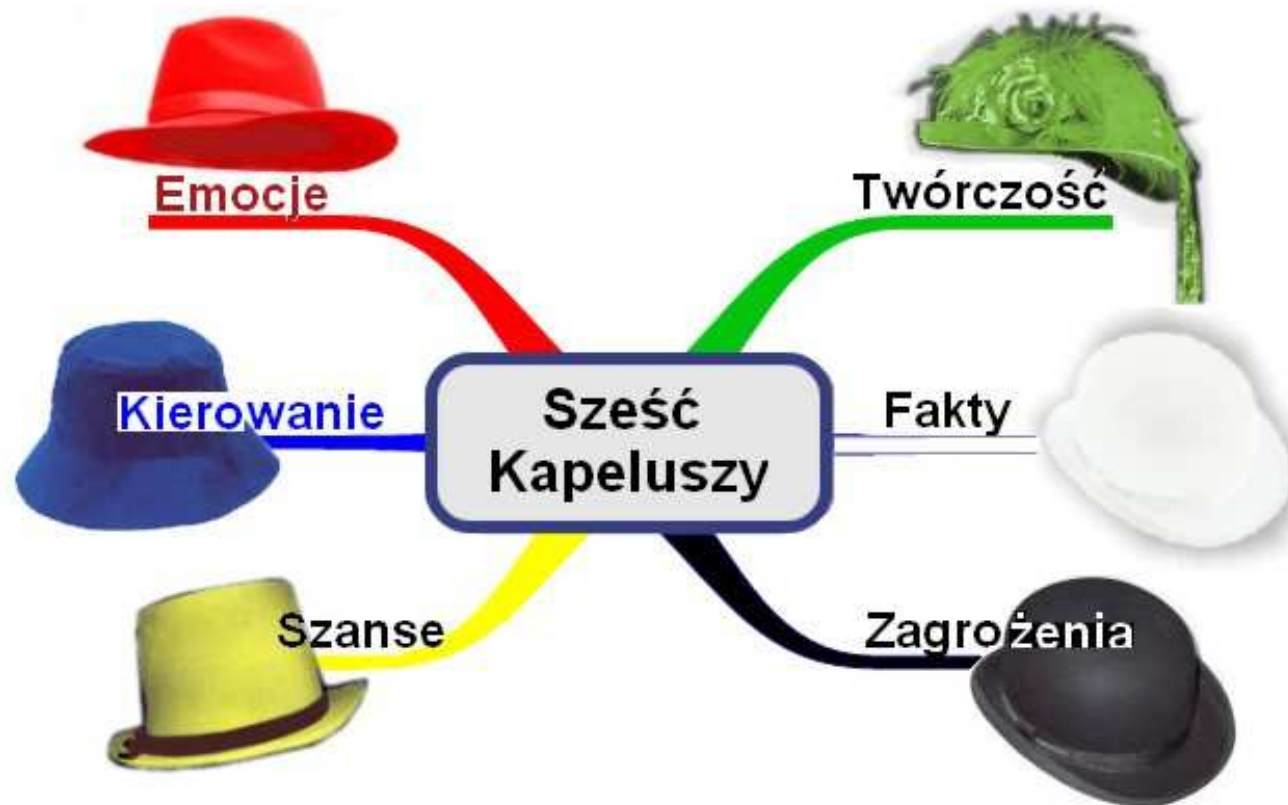 Emocje
Twórczość
Kierowanie
Sześć
Kapeluszy
Fakty
Szanse
Zagrożenia